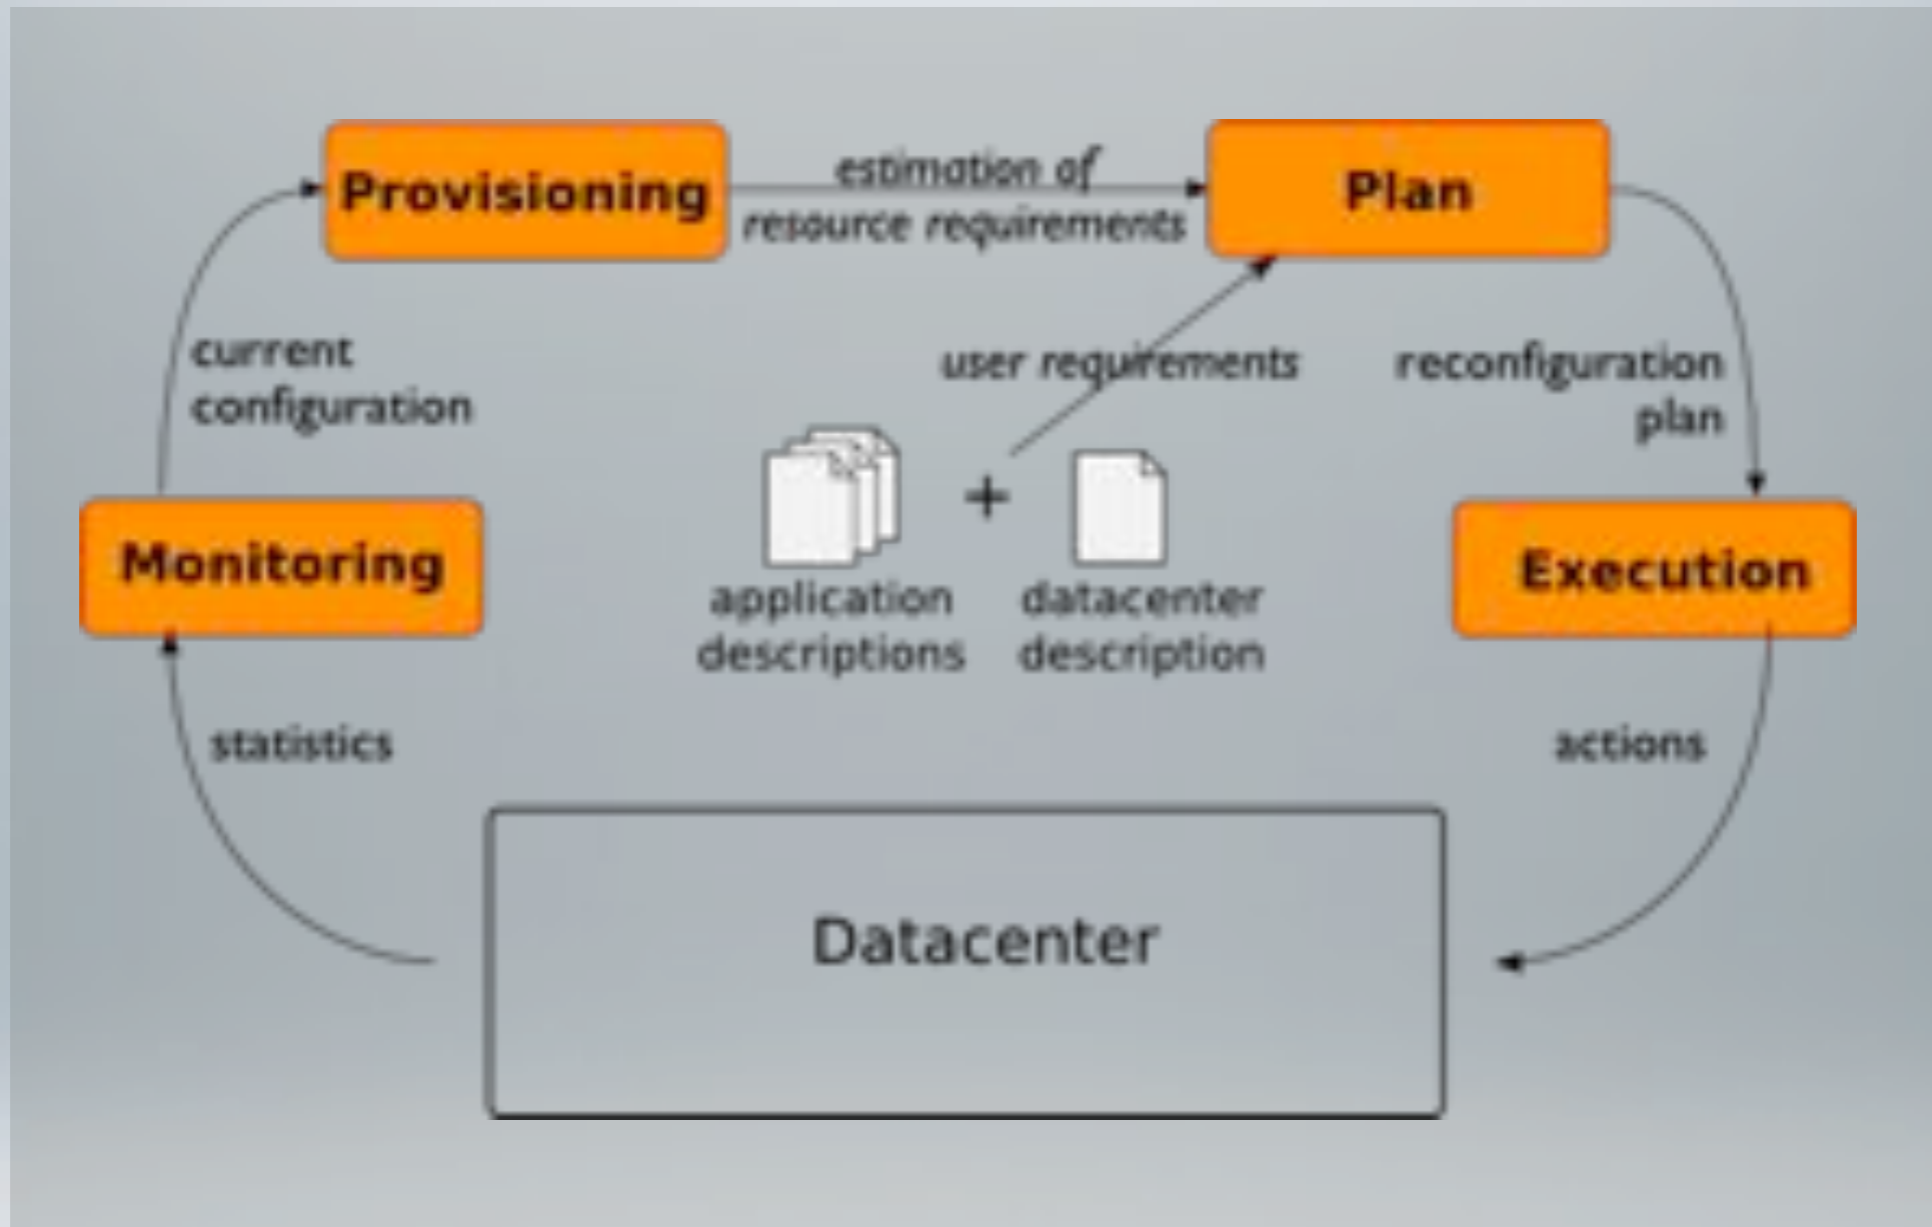 Provisioning
estimation of
resource requirements
Plan
current
configuration
user requirements
reconfiguration
plan
Monitoring
+
Execution
application
descriptions
datacenter
description
statistics
actions
Datacenter